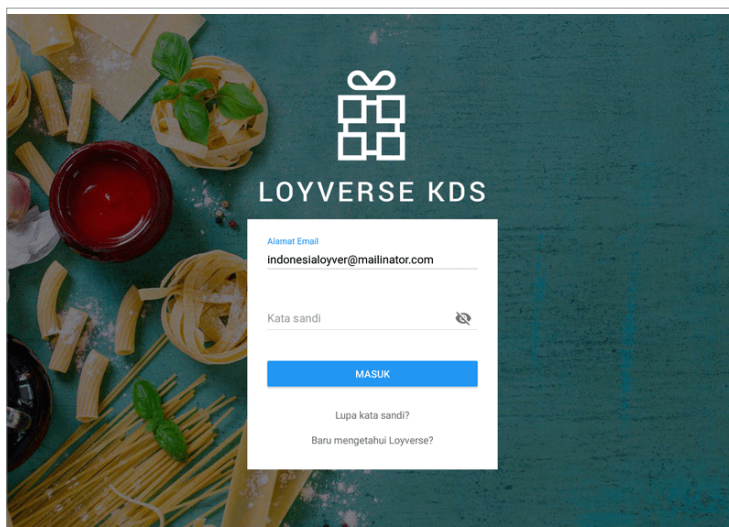 LOYVERSE KDS
Alamat Email
indonesialoyver@mailinator.com
Kata sandi
MASUK
Lupa kata sandi?
Baru mengetahui Loyverse?